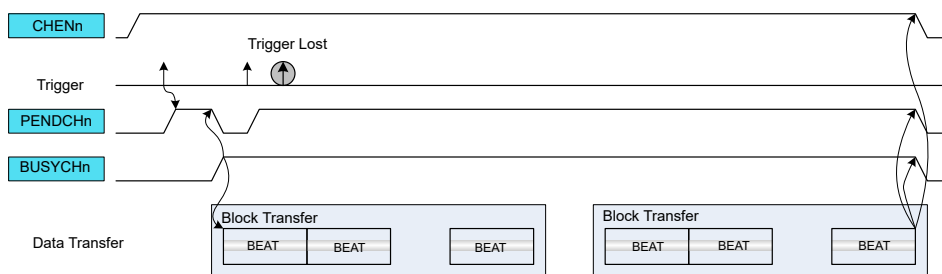 CHENn
Trigger Lost
Trigger
PENDCHn
BUSYCHn
Block Transfer
Block Transfer
Data Transfer
BEAT
BEAT
BEAT
BEAT
BEAT
BEAT